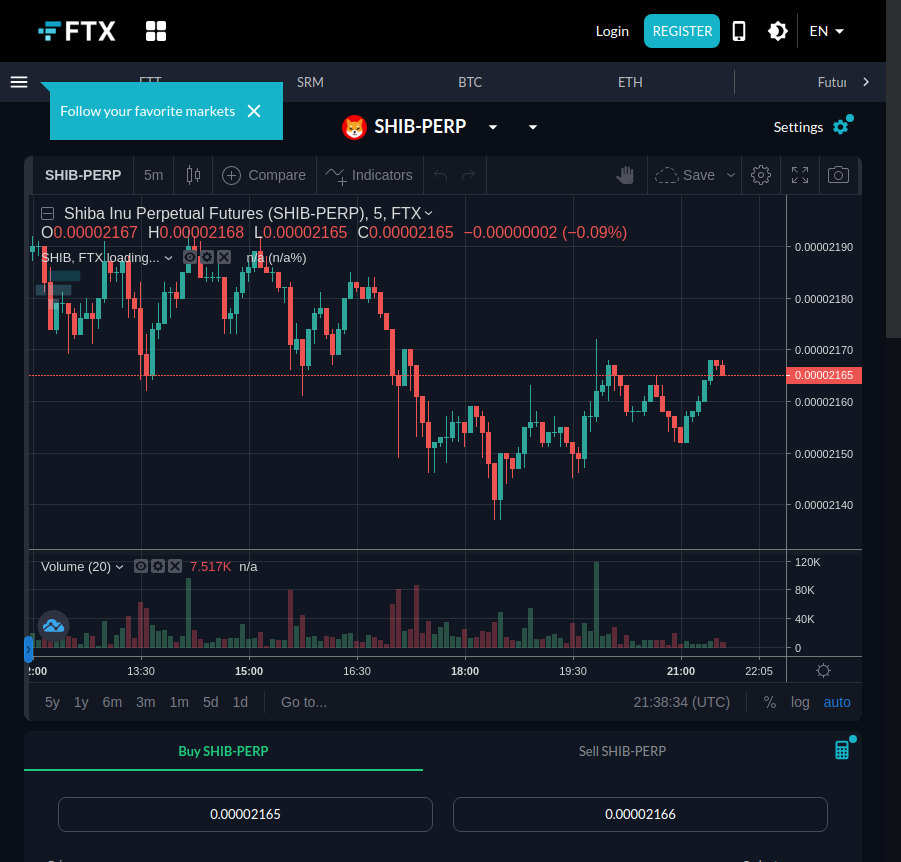 FTX
Login
REGISTER
EN
FTT
SRM
BTC
ETH
Futur
Follow your favorite markets
SHIB-PERP
Settings
SHIB-PERP
5m
Compare
Indicators
Save
Shiba Inu Perpetual Futures (SHIB-PERP), 5, FTX
O0.00002167 H0.00002168 L0.00002165 C0.00002165 −0.00000002 (−0.09%)
SHIB, FTX loading... n/a (n/a%)
0.00002190
0.00002180
0.00002170
0.00002165
0.00002160
0.00002150
0.00002140
Volume (20) 7.517K n/a
120K
80K
40K
0
2:00 13:30 15:00 16:30 18:00 19:30 21:00 22:05
5y 1y 6m 3m 1m 5d 1d Go to... 21:38:34 (UTC) % log auto
Buy SHIB-PERP
Sell SHIB-PERP
0.00002165
0.00002166